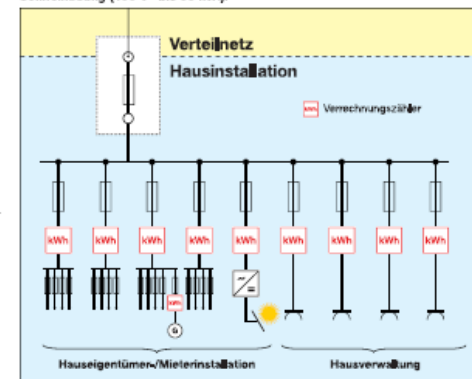 Verteilnetz
Hausinstallation
kWh Verrechnungszähler
kWh kWh kWh kWh kWh kWh kWh kWh kWh
kWh
G
Hauseigentümer-/Mieterinstallation
Hausverwaltung